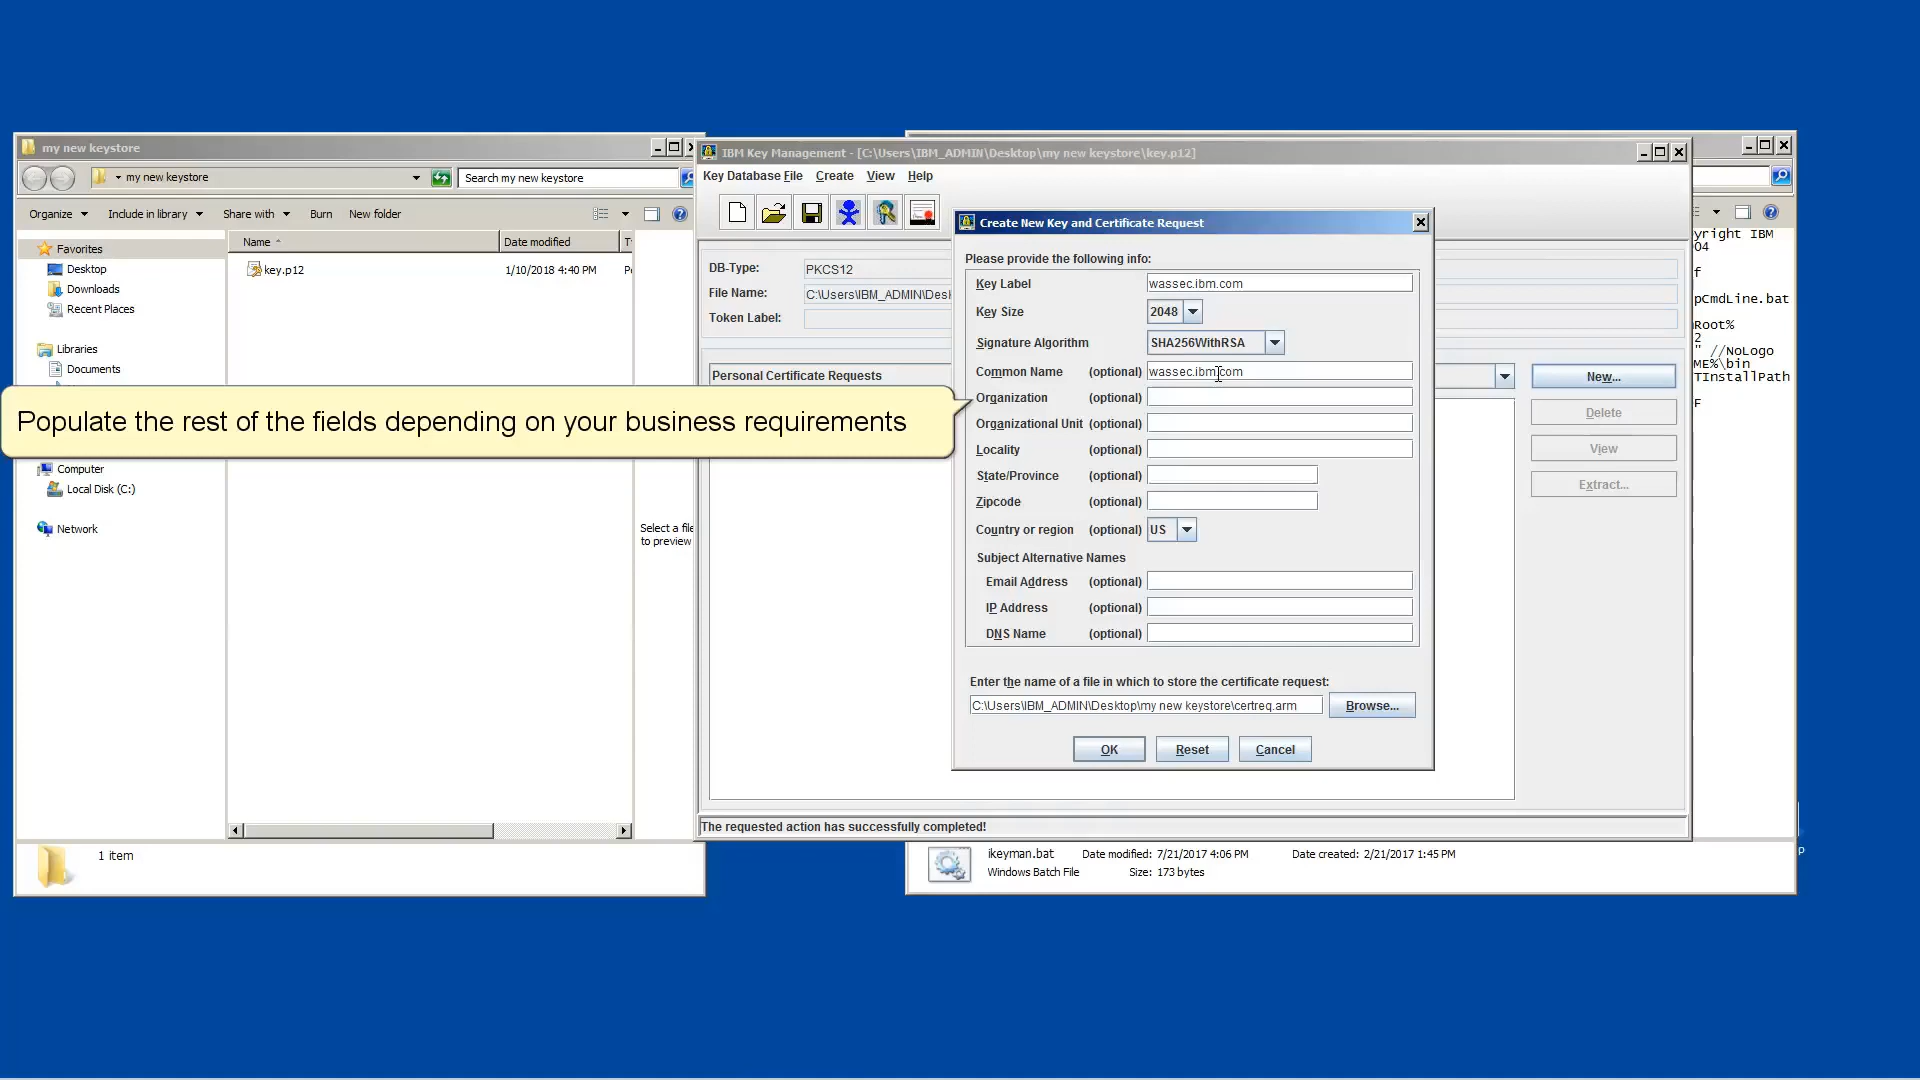 my new keystore
my new keystore
Search my new keystore
Organize
Include in library
Share with
Burn
New folder
Favorites
Desktop
Downloads
Recent Places
Libraries
Documents
Computer
Local Disk (C:)
Network
Name
Date modified
key.p12
1/10/2018 4:40 PM
Select a file
to preview
1 item
Populate the rest of the fields depending on your business requirements
IBM Key Management - [C:\Users\IBM_ADMIN\Desktop\my new keystore\key.p12]
Key Database File Create View Help
DB-Type: PKCS12
File Name: C:\Users\IBM_ADMIN\Desk
Token Label:
Personal Certificate Requests
New...
Delete
View
Extract...
The requested action has successfully completed!
Create New Key and Certificate Request
Please provide the following info:
Key Label wassec.ibm.com
Key Size 2048
Signature Algorithm SHA256WithRSA
Common Name (optional) wassec.ibm.com
Organization (optional)
Organizational Unit (optional)
Locality (optional)
State/Province (optional)
Zipcode (optional)
Country or region (optional) US
Subject Alternative Names
Email Address (optional)
IP Address (optional)
DNS Name (optional)
Enter the name of a file in which to store the certificate request:
C:\Users\IBM_ADMIN\Desktop\my new keystore\certreq.arm
Browse...
OK Reset Cancel
yright IBM
04
f
pCmdLine.bat
Root%
2
" //NoLogo
ME%\bin
TInstallPath
F
ikeyman.bat Date modified: 7/21/2017 4:06 PM Date created: 2/21/2017 1:45 PM
Windows Batch File Size: 173 bytes